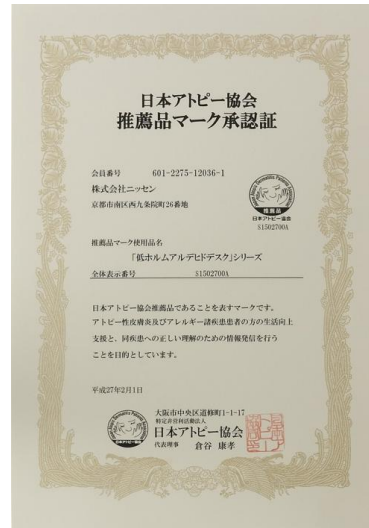 日本アトピー協会
推薦品マーク承認証
会員番号 601-2275-12036-1
株式会社ニッセン
京都市南区西九条院町26番地
推薦品
日本アトピー協会
S1502700A
推薦品マーク使用品名
「低ホルムアルデヒドデスク」シリーズ
全体表示番号 S1502700A
日本アトピー協会推薦品であることを表すマークです。
アトピー性皮膚炎及びアレルギー諸疾患患者の方の生活向上
支援と、同疾患への正しい理解のための情報発信を行う
ことを目的としています。
平成27年2月1日
大阪市中央区道修町1-1-17
特定非営利活動法人
日本アトピー協会
代表理事 倉谷 康孝